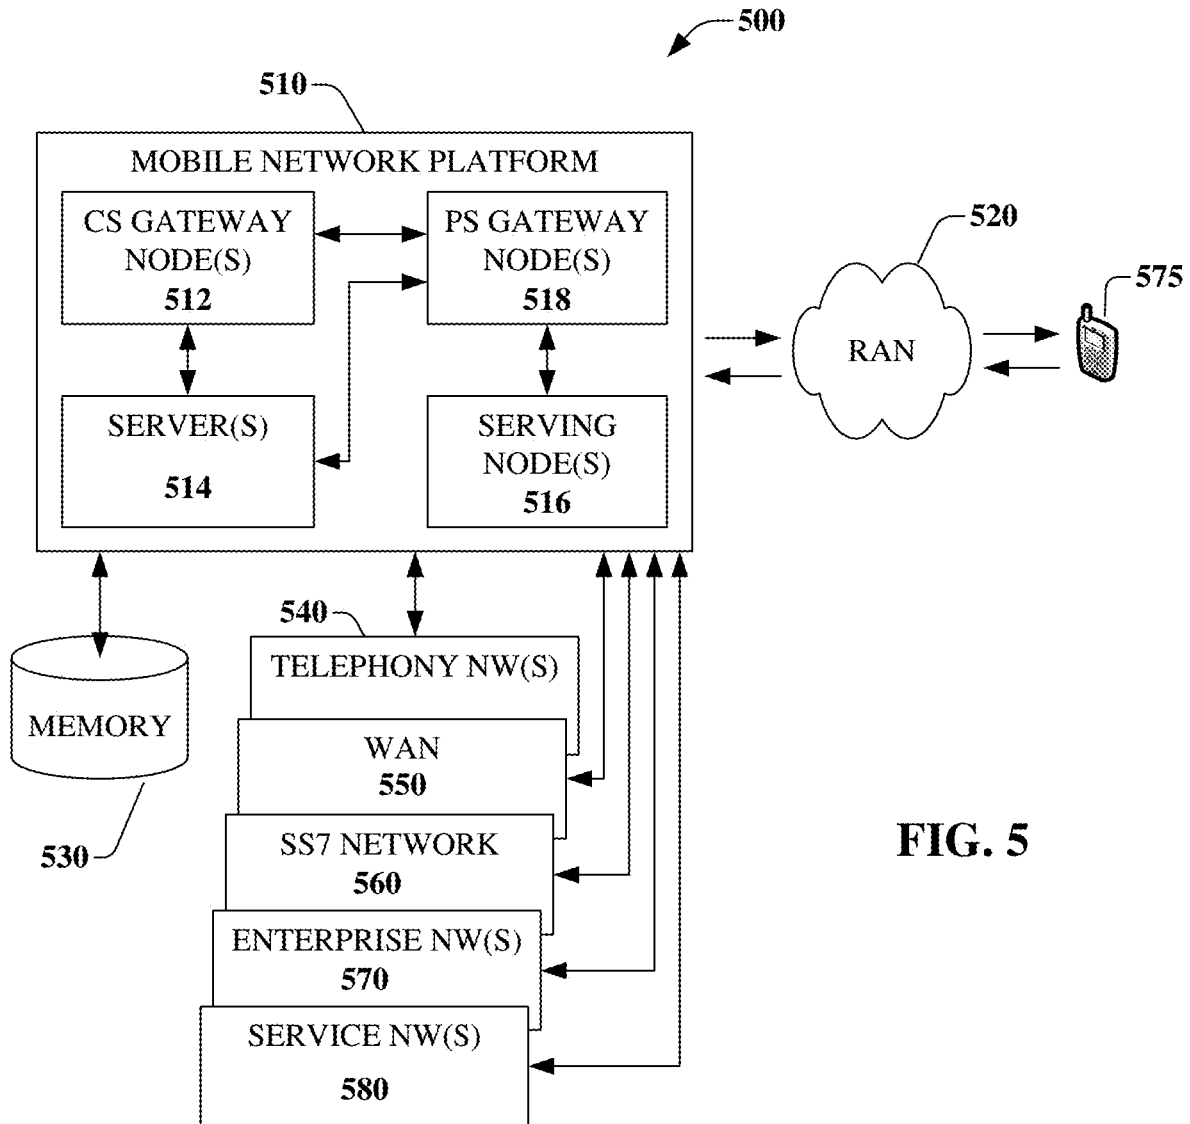 500
510
MOBILE NETWORK PLATFORM
CS GATEWAY
NODE(S)
512
PS GATEWAY
NODE(S)
518
SERVER(S)
514
SERVING
NODE(S)
516
520
RAN
575
540
TELEPHONY NW(S)
MEMORY
530
WAN
550
SS7 NETWORK
560
ENTERPRISE NW(S)
570
SERVICE NW(S)
580
FIG. 5